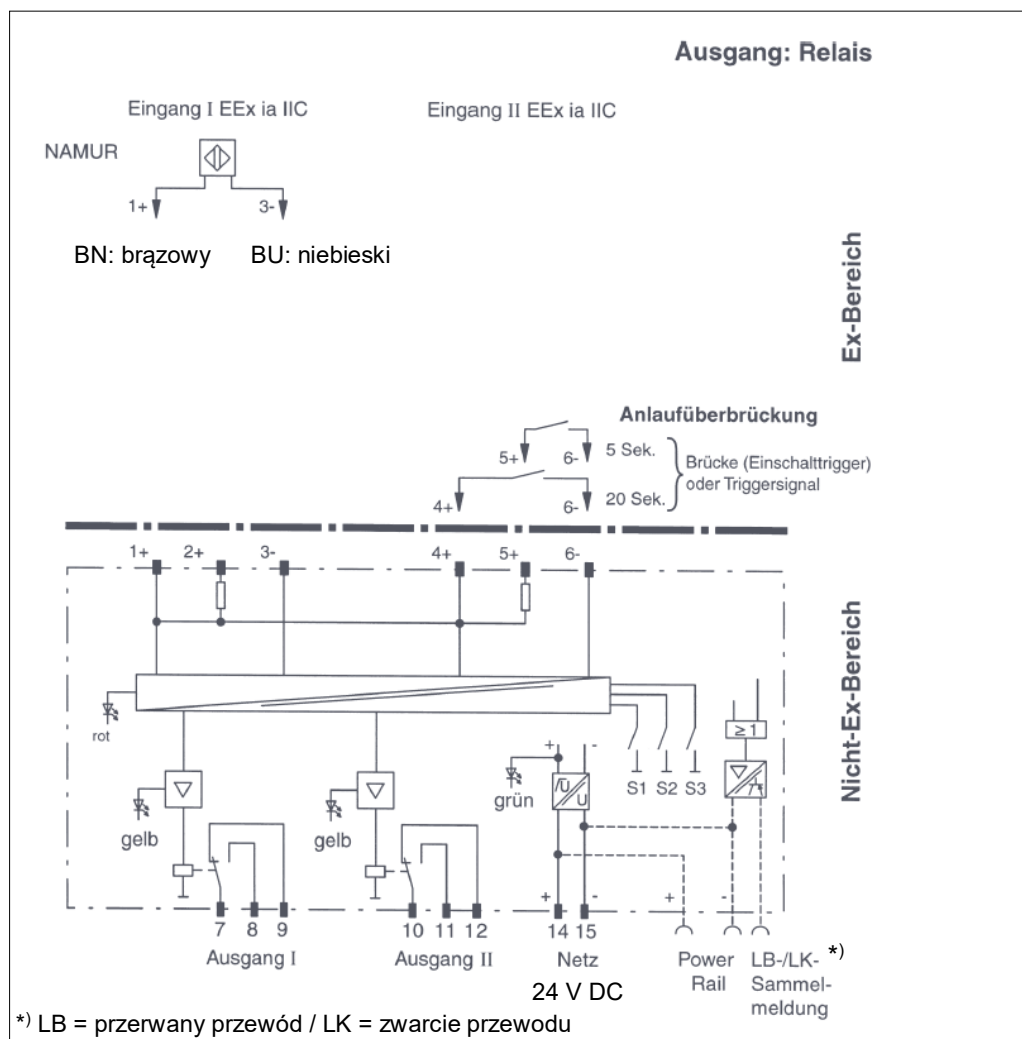 Ausgang: Relais
Eingang I EEx ia IIC
Eingang II EEx ia IIC
NAMUR
1+
3-
BN: brązowy
BU: niebieski
Ex-Bereich
Anlaufüberbrückung
5+
6-
5 Sek.
4+
6-
20 Sek.
Brücke (Einschalttrigger)
oder Triggersignal
1+
2+
3-
4+
5+
6-
Nicht-Ex-Bereich
rot
gelb
gelb
grün
+
-
U
U
S1
S2
S3
≥1
+
-
+
-
7
8
9
10
11
12
14
15
Ausgang I
Ausgang II
Netz
24 V DC
Power
Rail
LB-/LK- *)
Sammel-
meldung
*) LB = przerwany przewód / LK = zwarcie przewodu